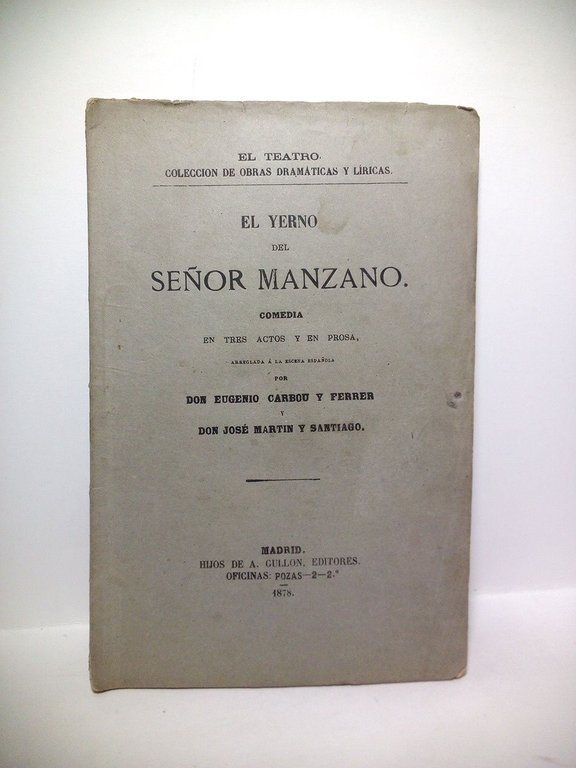 EL TEATRO.
COLECCION DE OBRAS DRAMÁTICAS Y LÍRICAS.
EL YERNO
DEL
SEÑOR MANZANO.
COMEDIA
EN TRES ACTOS Y EN PROSA,
ARREGLADA Á LA ESCENA ESPAÑOLA
POR
DON EUGENIO CARBOU Y FERRER
Y
DON JOSÉ MARTIN Y SANTIAGO.
MADRID.
HIJOS DE A. GULLON, EDITORES.
OFICINAS: POZAS—2—2.º
1878.